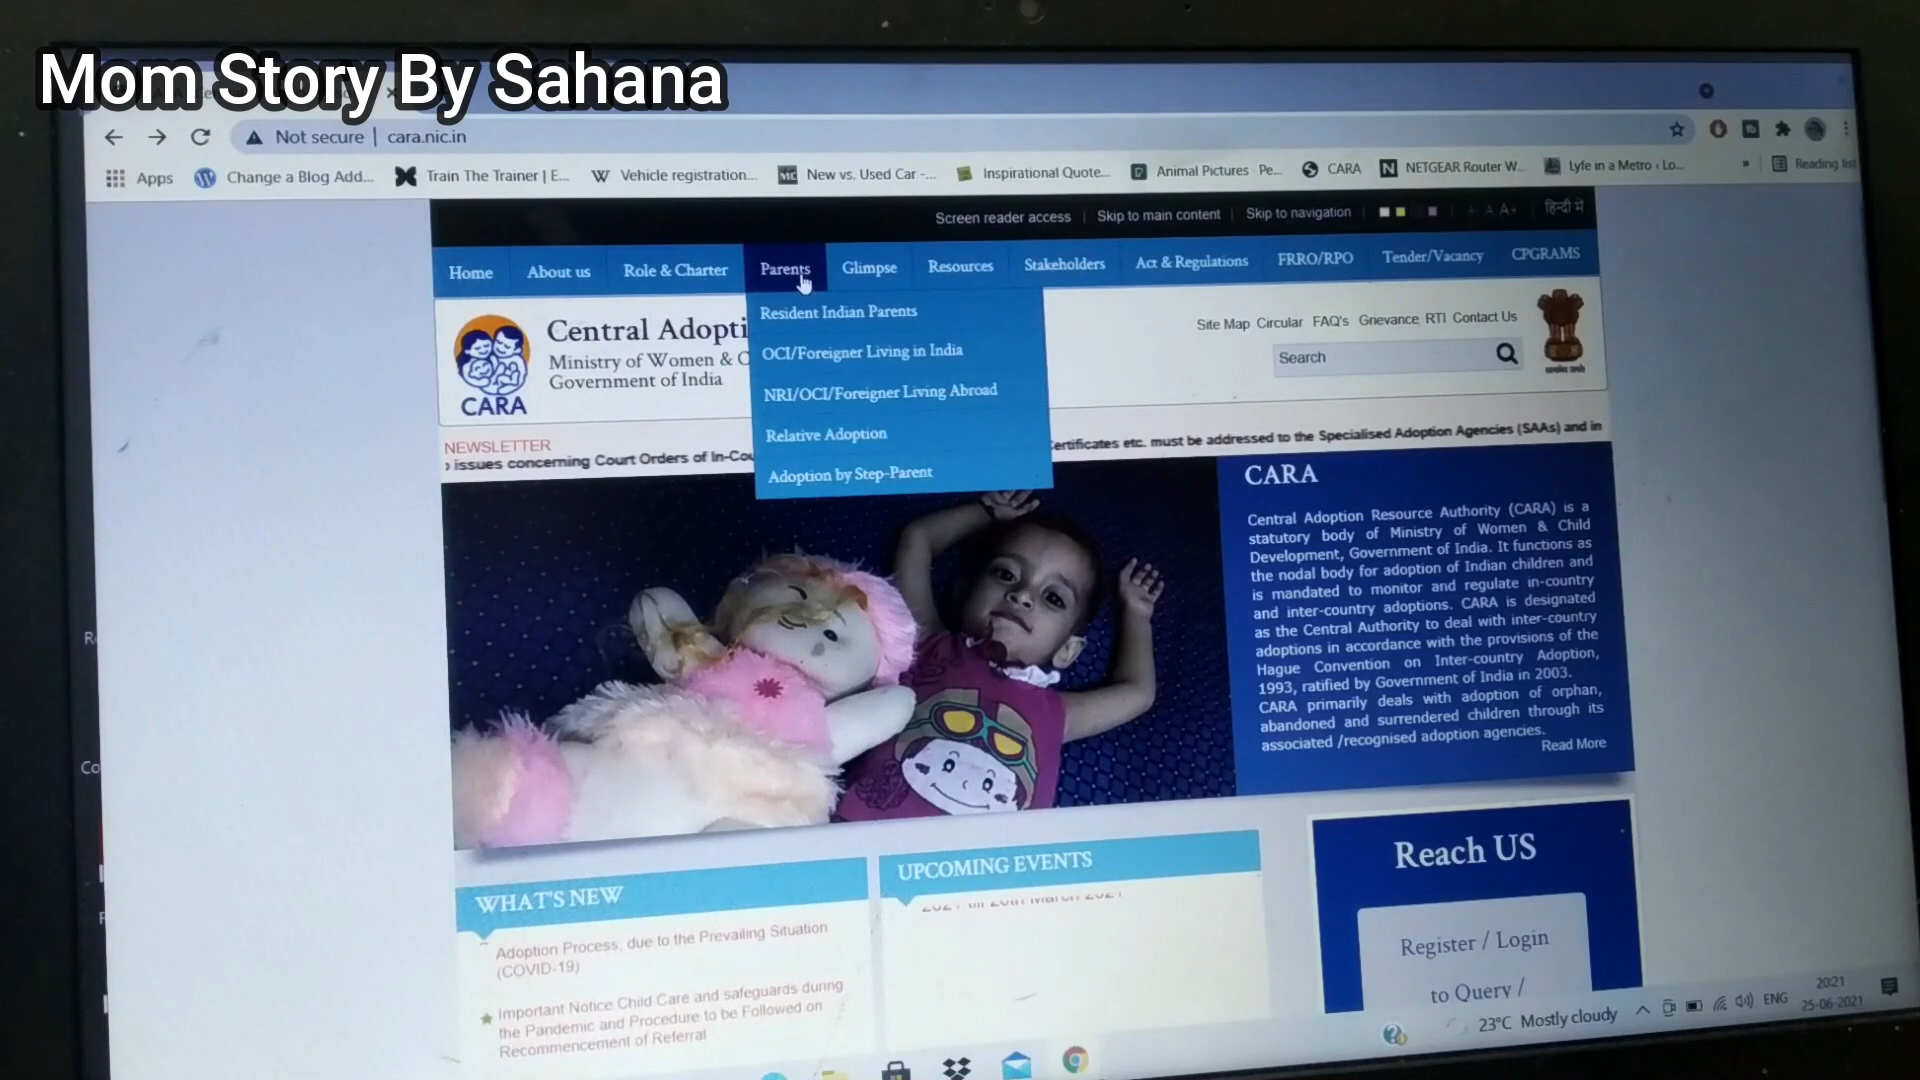 Mom Story By Sahana
Not secure | cara.nic.in
Apps Change a Blog Add... Train The Trainer | E... Vehicle registration... New vs. Used Car -... Inspirational Quote... Animal Pictures Pe... CARA NETGEAR Router W... Lyfe in a Metro ‹ Lo... » Reading list
Screen reader access | Skip to main content | Skip to navigation | A A+ | हिन्दी में
Home About us Role & Charter Parents Glimpse Resources Stakeholders Act & Regulations FRRO/RPO Tender/Vacancy CPGRAMS
Resident Indian Parents
OCI/Foreigner Living in India
NRI/OCI/Foreigner Living Abroad
Relative Adoption
Adoption by Step-Parent
Central Adopti
Ministry of Women & C
Government of India
CARA
Site Map Circular FAQ's Grievance RTI Contact Us
Search
NEWSLETTER
issues concerning Court Orders of In-Cou
ertificates etc. must be addressed to the Specialised Adoption Agencies (SAAs) and in
CARA
Central Adoption Resource Authority (CARA) is a
statutory body of Ministry of Women & Child
Development, Government of India. It functions as
the nodal body for adoption of Indian children and
is mandated to monitor and regulate in-country
and inter-country adoptions. CARA is designated
as the Central Authority to deal with inter-country
adoptions in accordance with the provisions of the
Hague Convention on Inter-country Adoption,
1993, ratified by Government of India in 2003.
CARA primarily deals with adoption of orphan,
abandoned and surrendered children through its
associated /recognised adoption agencies.
Read More
WHAT'S NEW
Adoption Process, due to the Prevailing Situation
(COVID-19)
Important Notice Child Care and safeguards during
the Pandemic and Procedure to be Followed on
Recommencement of Referral
UPCOMING EVENTS
Reach US
Register / Login
to Query /
23°C Mostly cloudy
ENG
20:21
25-06-2021